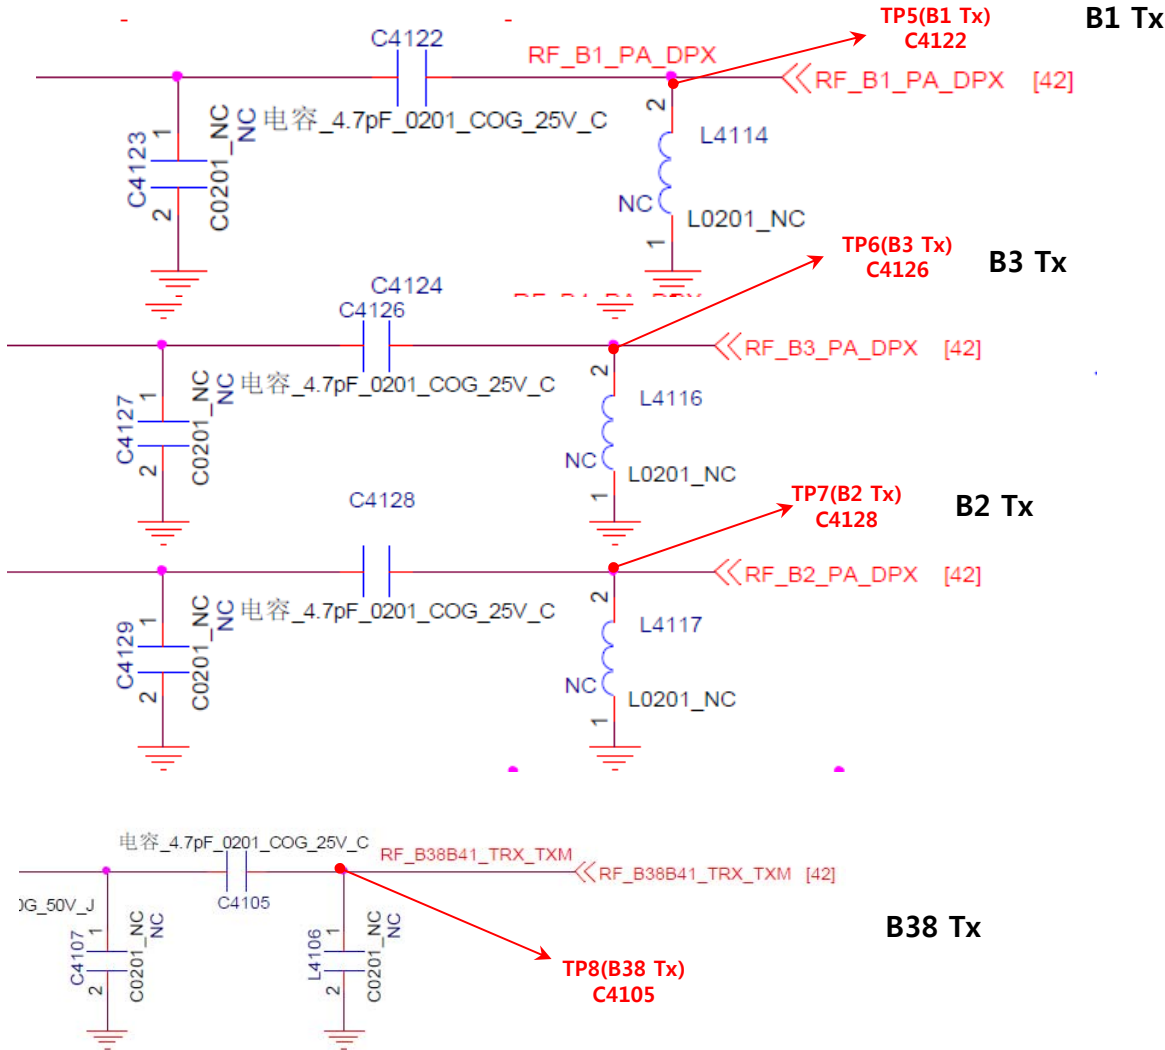 TP5(B1 Tx)
C4122
B1 Tx
C4122
RF_B1_PA_DPX
RF_B1_PA_DPX [42]
电容_4.7pF_0201_COG_25V_C
C4123
1
2
C0201_NC
NC
2
L4114
NC
L0201_NC
1
TP6(B3 Tx)
C4126
B3 Tx
C4124
C4126
RF_B3_PA_DPX [42]
电容_4.7pF_0201_COG_25V_C
C4127
1
2
C0201_NC
NC
2
L4116
NC
L0201_NC
1
TP7(B2 Tx)
C4128
B2 Tx
C4128
RF_B2_PA_DPX [42]
电容_4.7pF_0201_COG_25V_C
C4129
1
2
C0201_NC
NC
2
L4117
NC
L0201_NC
1
电容_4.7pF_0201_COG_25V_C
RF_B38B41_TRX_TXM
RF_B38B41_TRX_TXM [42]
C4105
G_50V_J
C4107
1
2
C0201_NC
NC
L4106
1
2
C0201_NC
NC
B38 Tx
TP8(B38 Tx)
C4105